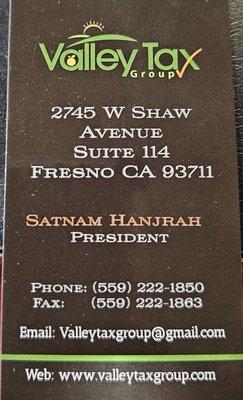 Valley Tax
Group
2745 W Shaw
Avenue
Suite 114
Fresno CA 93711
Satnam Hanjrah
President
Phone: (559) 222-1850
Fax: (559) 222-1863
Email: Valleytaxgroup@gmail.com
Web: www.valleytaxgroup.com